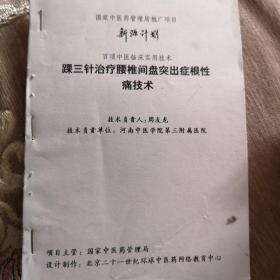 国家中医药管理局推广项目
新源计划
百项中医临床实用技术
踝三针治疗腰椎间盘突出症根性
痛技术
技术负责人：周友龙
技术负责单位：河南中医学院第三附属医院
项目主管：国家中医药管理局
设计制作：北京二十一世纪环球中医药网络教育中心